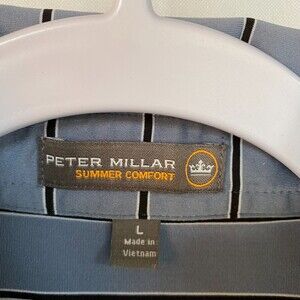 PETER MILLAR
SUMMER COMFORT
L
Made in
Vietnam